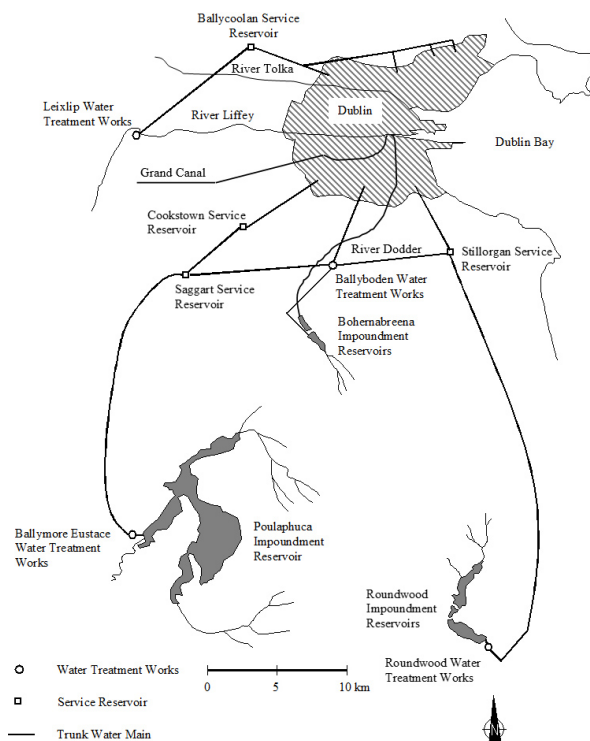 Ballycoolan Service
Reservoir
River Tolka
Leixlip Water
Treatment Works
River Liffey
Dublin
Dublin Bay
Grand Canal
Cookstown Service
Reservoir
River Dodder
Stillorgan Service
Reservoir
Saggart Service
Reservoir
Ballyboden Water
Treatment Works
Bohernabreena
Impoundment
Reservoirs
Ballymore Eustace
Water Treatment
Works
Poulaphuca
Impoundment
Reservoir
Roundwood
Impoundment
Reservoirs
Roundwood Water
Treatment Works
Water Treatment Works
0 5 10 km
Service Reservoir
Trunk Water Main
N